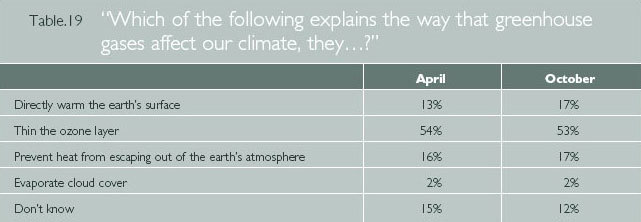 Table.19 "Which of the following explains the way that greenhouse
gases affect our climate, they...?"
April October
Directly warm the earth's surface 13% 17%
Thin the ozone layer 54% 53%
Prevent heat from escaping out of the earth's atmosphere 16% 17%
Evaporate cloud cover 2% 2%
Don't know 15% 12%